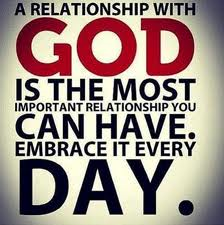 A RELATIONSHIP WITH
GOD
IS THE MOST
IMPORTANT RELATIONSHIP YOU
CAN HAVE.
EMBRACE IT EVERY
DAY.